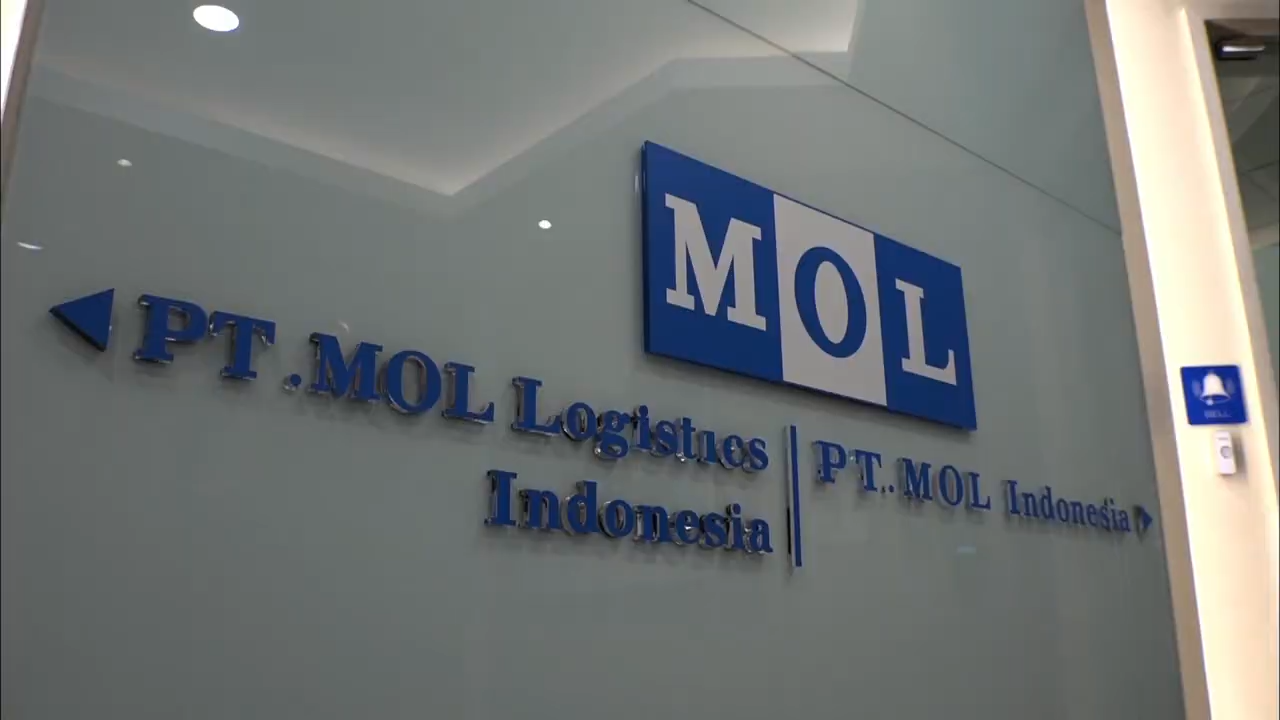 MOL
PT.MOL Logistics
Indonesia
PT..MOL Indonesia
BELL